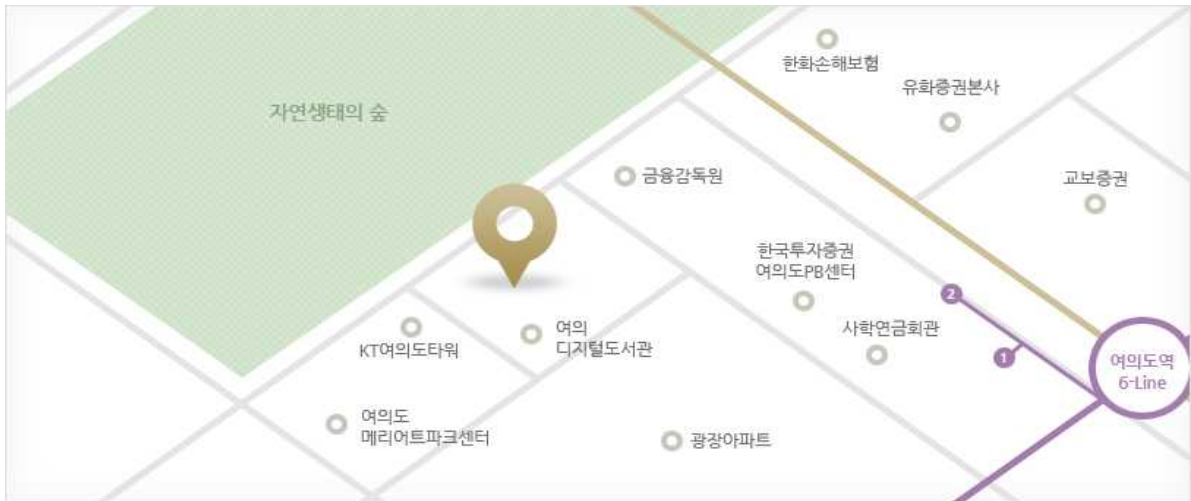 한화손해보험
유화증권본사
자연생태의 숲
금융감독원
교보증권
한국투자증권
여의도PB센터
2
사학연금회관
1
여의도역
6-Line
KT여의도타워
여의
디지털도서관
여의도
메리어트파크센터
광장아파트